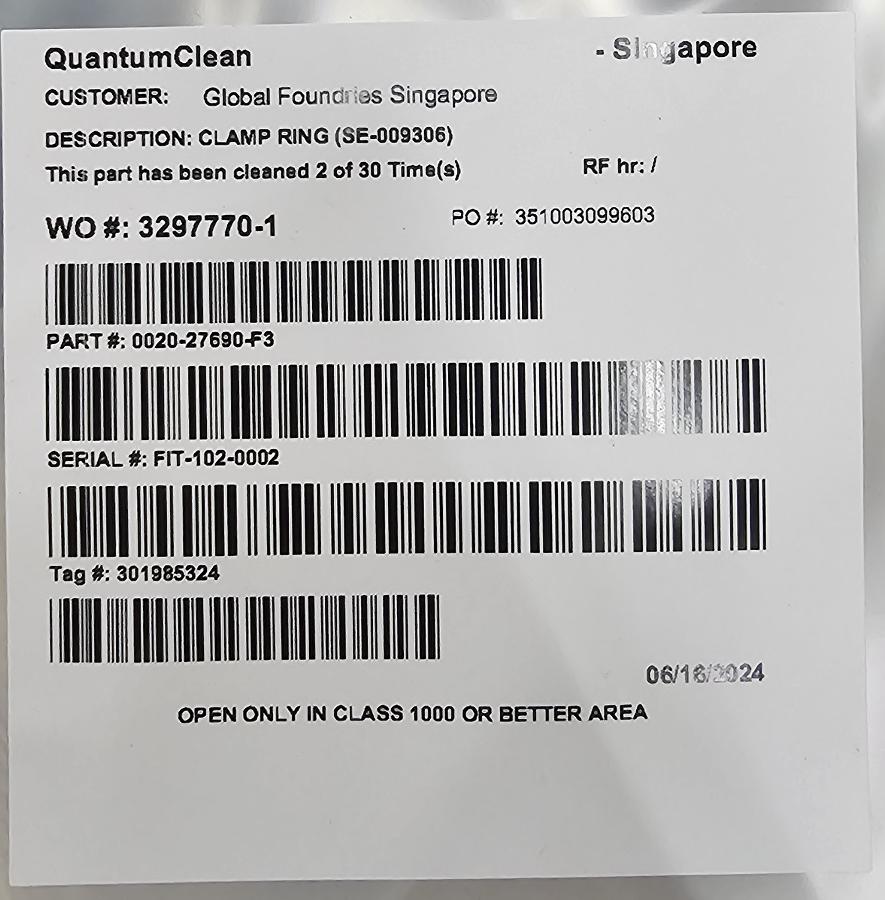 QuantumClean - Singapore
CUSTOMER: Global Foundries Singapore
DESCRIPTION: CLAMP RING (SE-009306)
This part has been cleaned 2 of 30 Time(s) RF hr: /
WO #: 3297770-1 PO #: 351003099603
PART #: 0020-27690-F3
SERIAL #: FIT-102-0002
Tag #: 301985324
06/16/2024
OPEN ONLY IN CLASS 1000 OR BETTER AREA